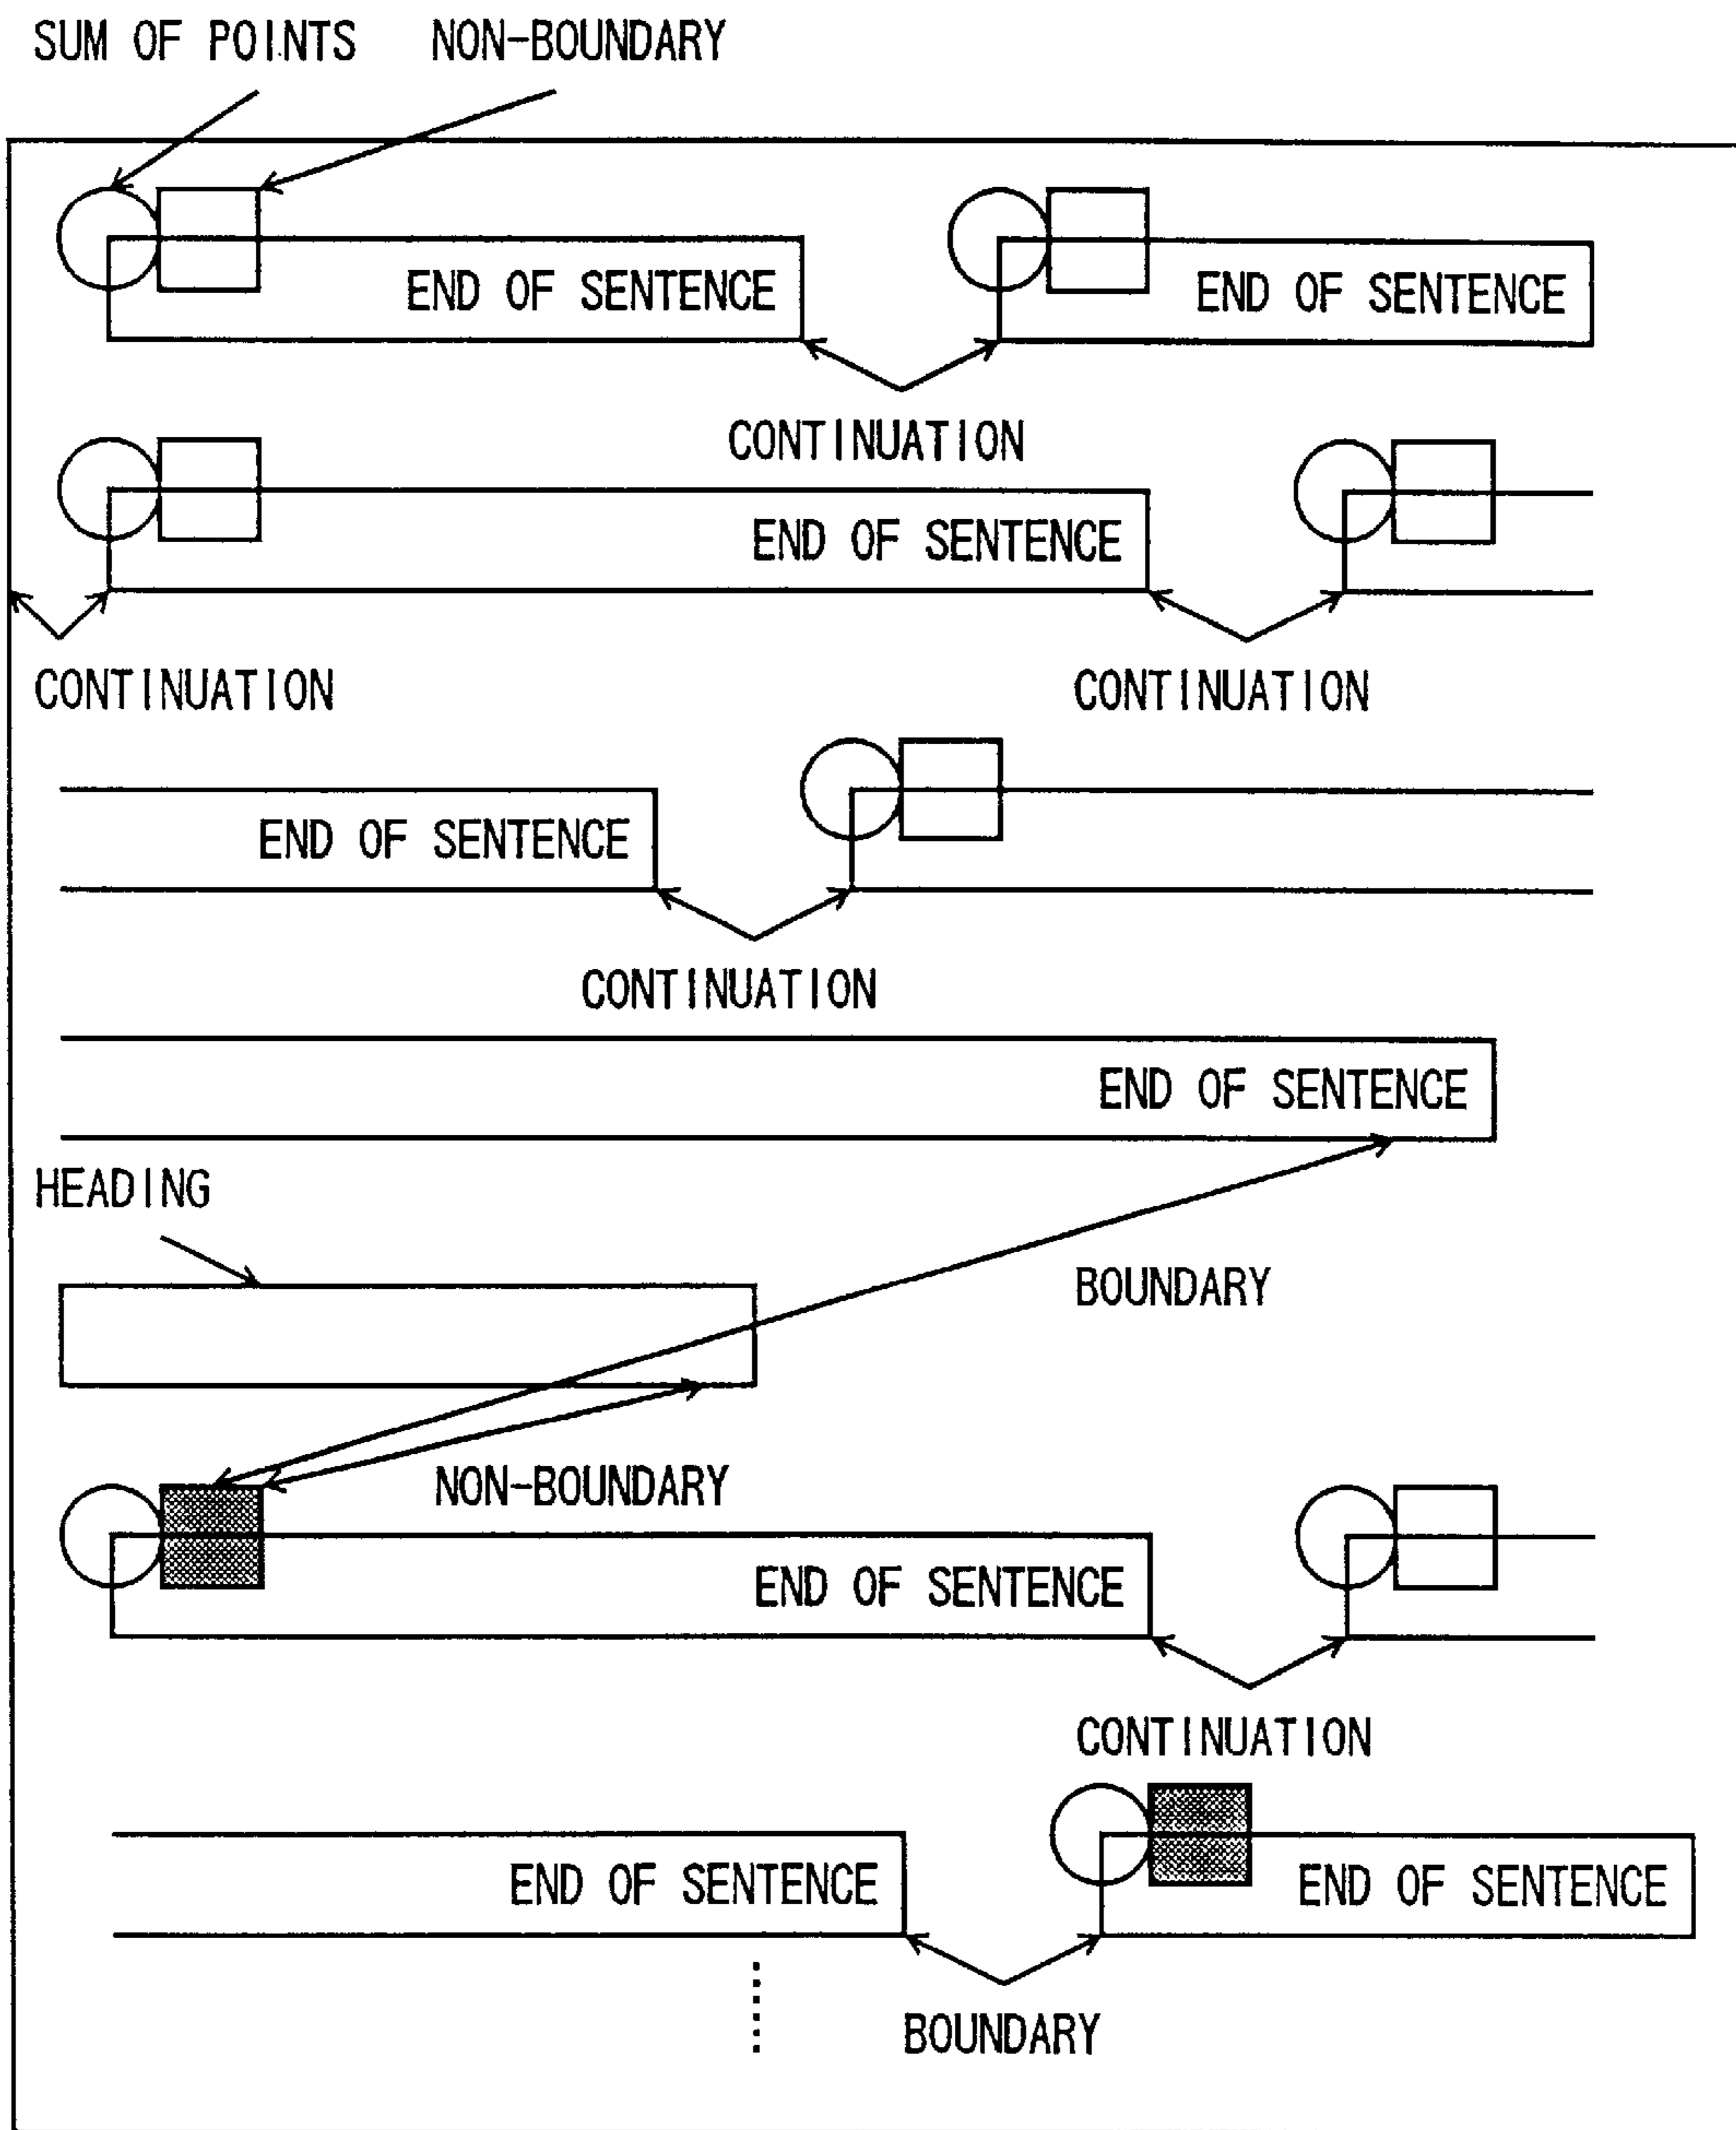 SUM OF POINTS NON-BOUNDARY
END OF SENTENCE END OF SENTENCE
CONTINUATION
END OF SENTENCE
CONTINUATION CONTINUATION
END OF SENTENCE
CONTINUATION
END OF SENTENCE
HEADING
BOUNDARY
NON-BOUNDARY
END OF SENTENCE
CONTINUATION
END OF SENTENCE END OF SENTENCE
BOUNDARY